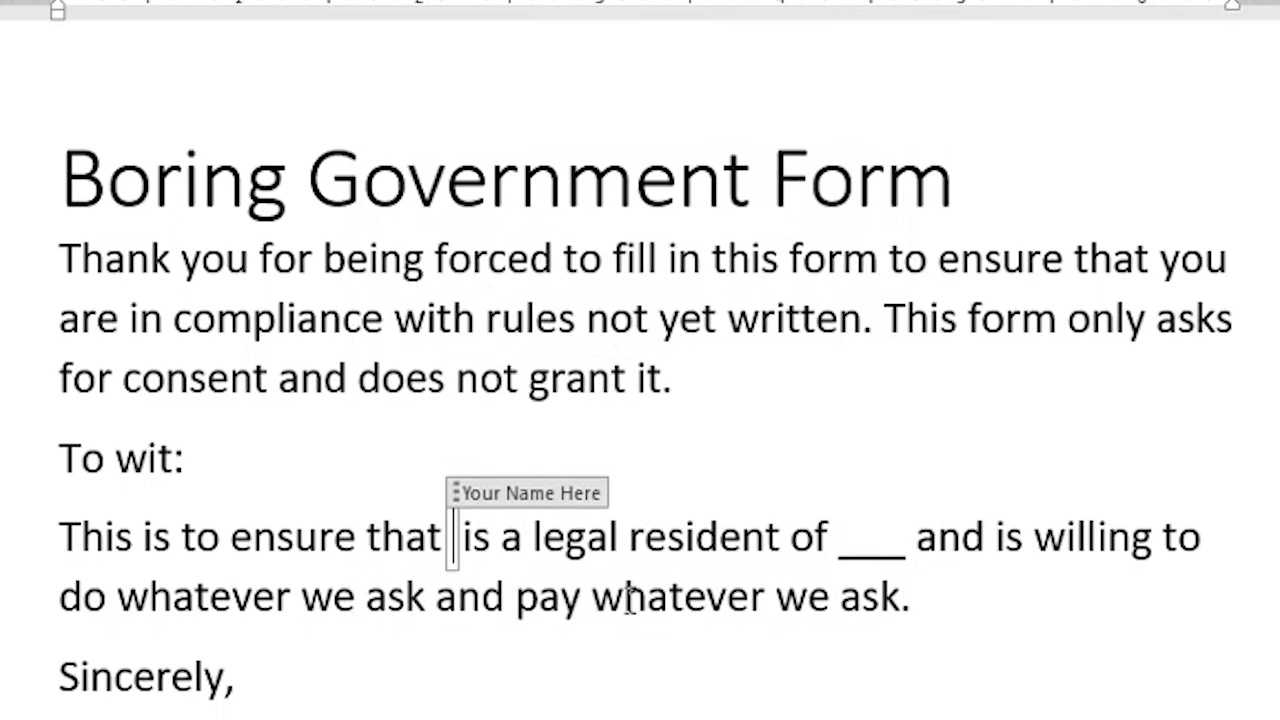 Boring Government Form
Thank you for being forced to fill in this form to ensure that you
are in compliance with rules not yet written. This form only asks
for consent and does not grant it.
To wit:
Your Name Here
This is to ensure that is a legal resident of ___ and is willing to
do whatever we ask and pay whatever we ask.
Sincerely,